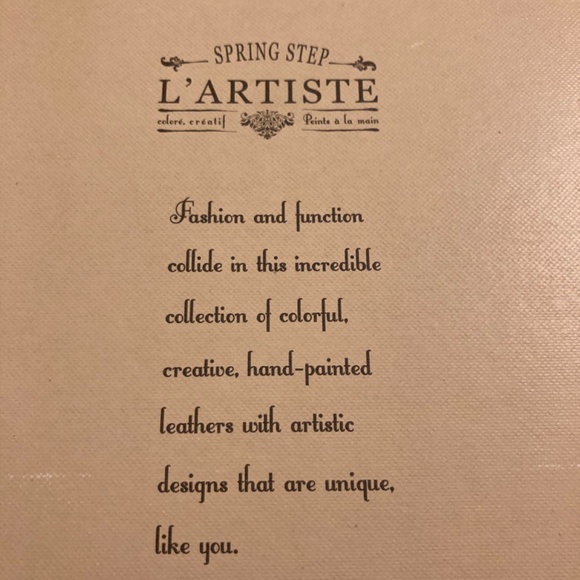 SPRING STEP
L'ARTISTE
coloré, créatif Peints à la main
Fashion and function
collide in this incredible
collection of colorful,
creative, hand-painted
leathers with artistic
designs that are unique,
like you.